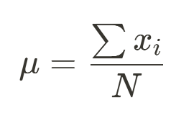 μ = ∑ xᵢ / N